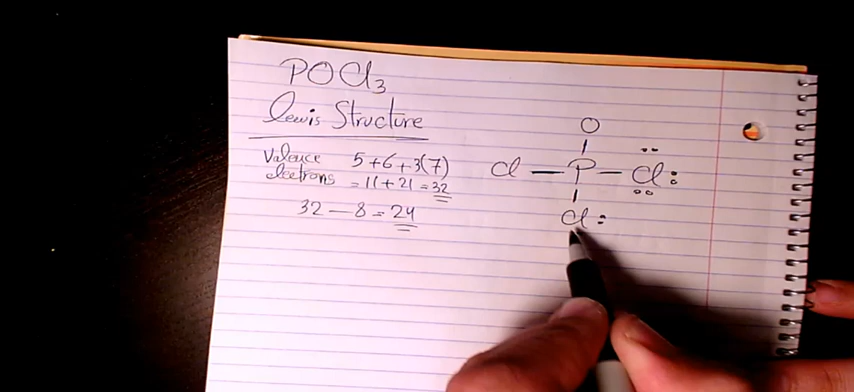 POCl3
Lewis Structure
Valence 5+6+3(7)
electrons = 11+21=32
32-8=24
O
Cl-P-Cl
Cl